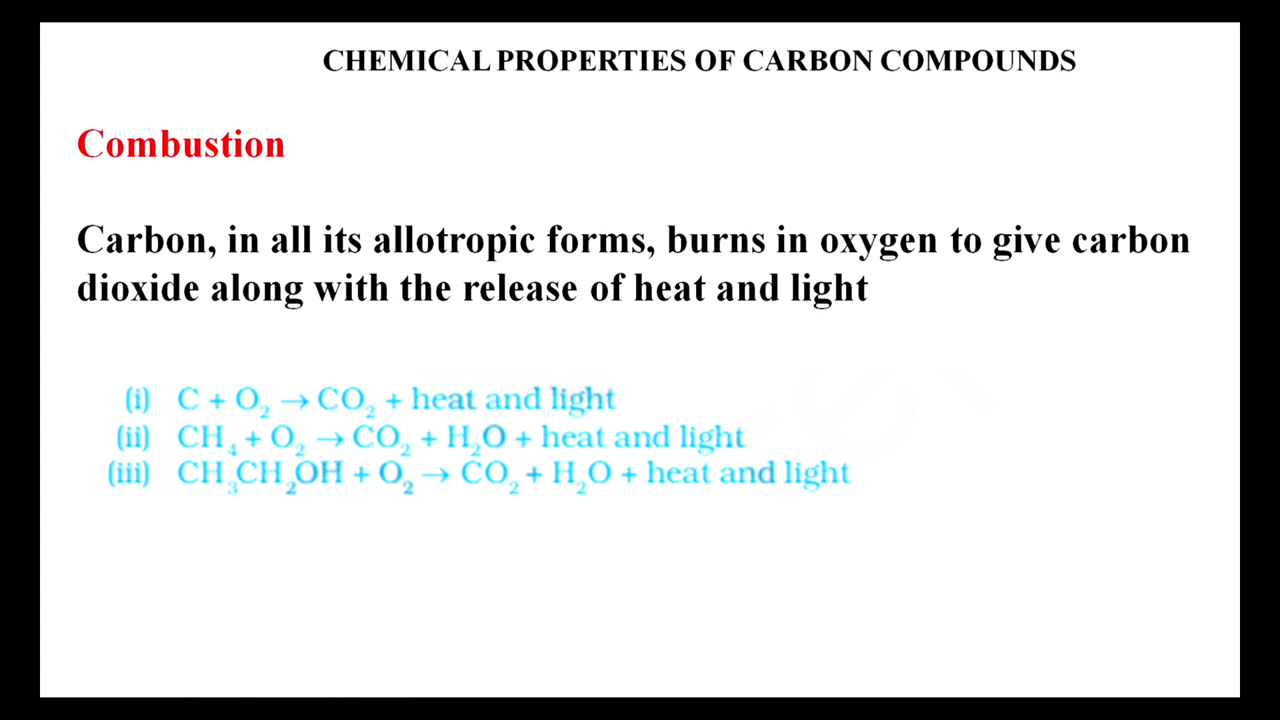 CHEMICAL PROPERTIES OF CARBON COMPOUNDS
Combustion
Carbon, in all its allotropic forms, burns in oxygen to give carbon
dioxide along with the release of heat and light
(i) C + O₂ → CO₂ + heat and light
(ii) CH₄ + O₂ → CO₂ + H₂O + heat and light
(iii) CH₃CH₂OH + O₂ → CO₂ + H₂O + heat and light